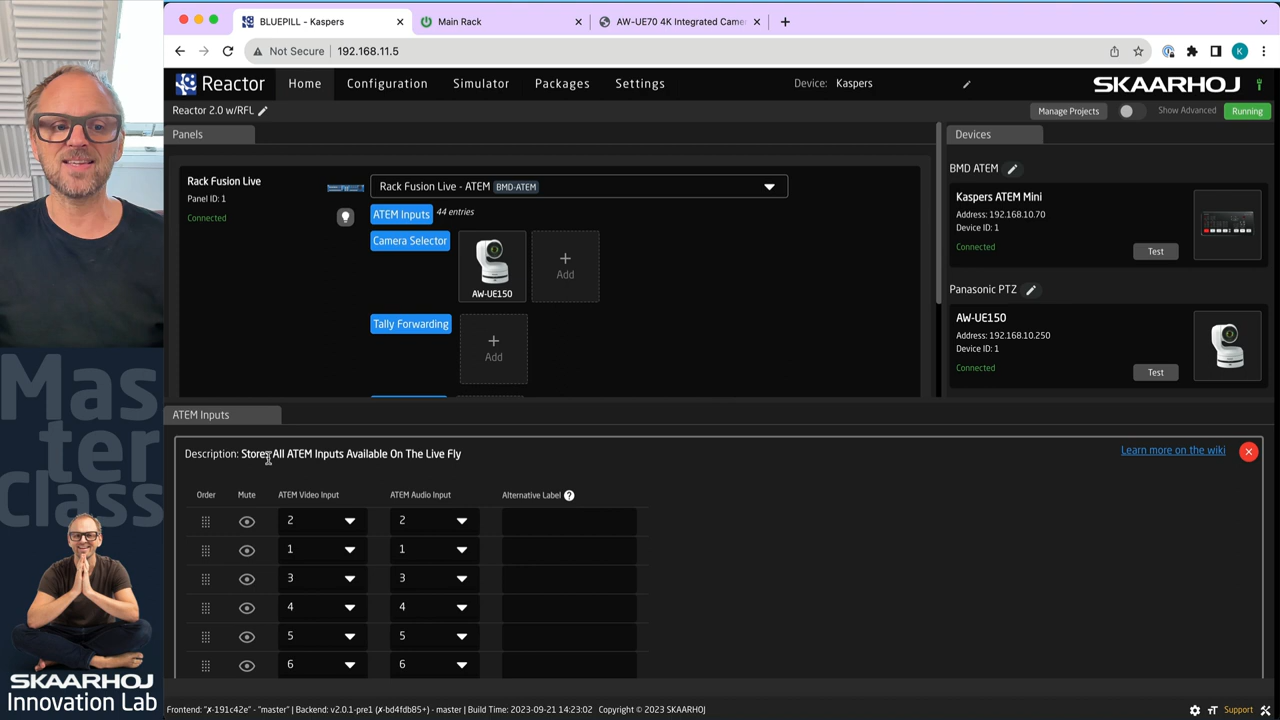 BLUEPILL - Kaspers
Main Rack
AW-UE70 4K Integrated Came
Not Secure 192.168.11.5
K
Reactor
Home
Configuration
Simulator
Packages
Settings
Device: Kaspers
SKAARHOJ
Reactor 2.0 w/RFL
Manage Projects
Show Advanced
Running
Panels
Devices
Rack Fusion Live
Panel ID: 1
Connected
Rack Fusion Live - ATEM BMD-ATEM
ATEM Inputs 44 entries
Camera Selector
AW-UE150
+
Add
Tally Forwarding
+
Add
BMD ATEM
Kaspers ATEM Mini
Address: 192.168.10.70
Device ID: 1
Connected
Test
Panasonic PTZ
AW-UE150
Address: 192.168.10.250
Device ID: 1
Connected
Test
ATEM Inputs
Description: Stores All ATEM Inputs Available On The Live Fly
Learn more on the wiki
Order Mute ATEM Video Input ATEM Audio Input Alternative Label ?
2 2
1 1
3 3
4 4
5 5
6 6
Mas
ter
Class
SKAARHOJ
Innovation Lab
Frontend: "✗-191c42e" - "master" | Backend: v2.0.1-pre1 (✗-bd4fdb85+) - master | Build Time: 2023-09-21 14:23:02 Copyright © 2023 SKAARHOJ
Support